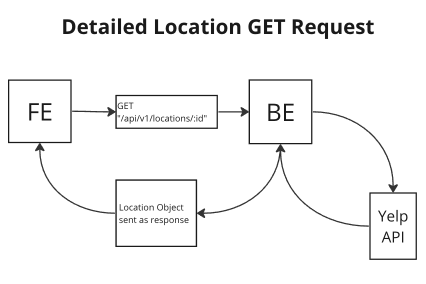 Detailed Location GET Request
FE
GET
"/api/v1/locations/:id"
BE
Location Object
sent as response
Yelp
API